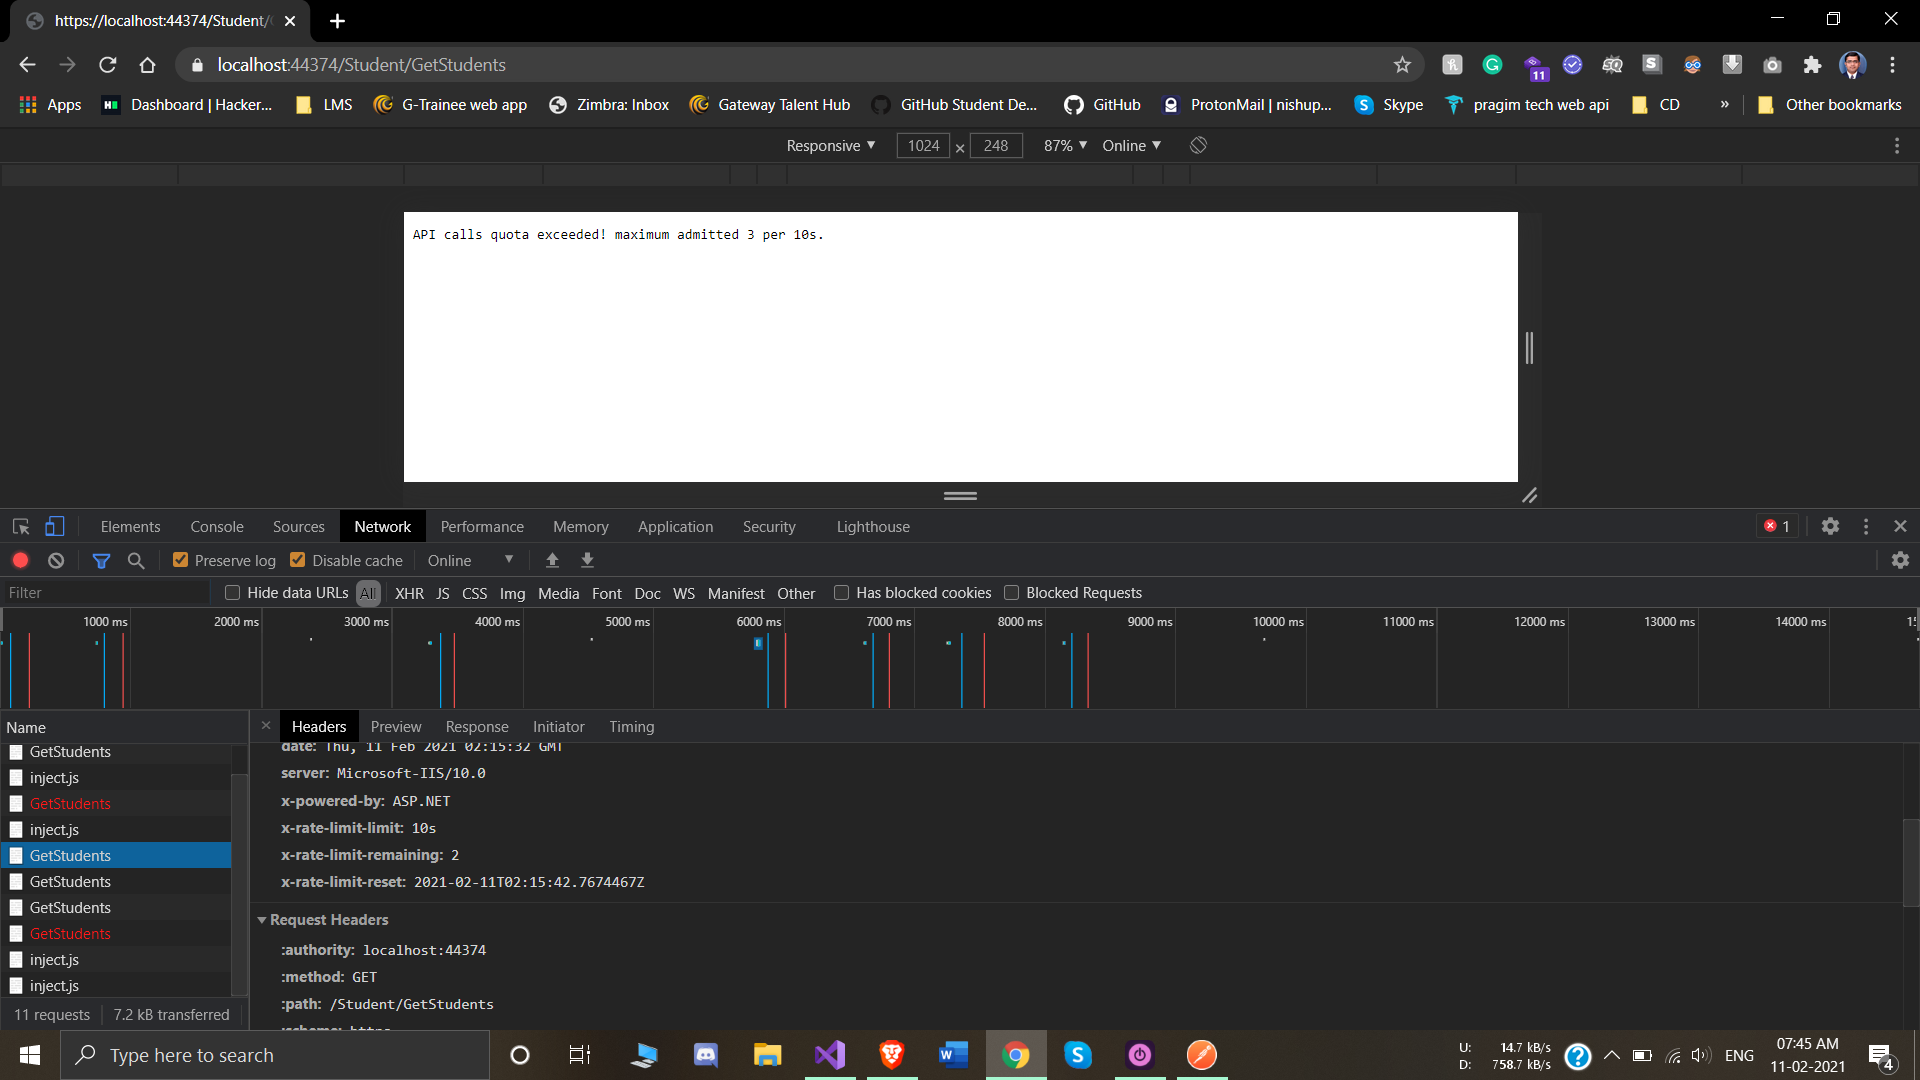 https://localhost:44374/Student/
localhost:44374/Student/GetStudents
11
Apps
Dashboard | Hacker...
LMS
G-Trainee web app
Zimbra: Inbox
Gateway Talent Hub
GitHub Student De...
GitHub
ProtonMail | nishup...
Skype
pragim tech web api
CD
»
Other bookmarks
Responsive
1024 × 248
87%
Online
API calls quota exceeded! maximum admitted 3 per 10s.
Elements Console Sources Network Performance Memory Application Security Lighthouse
1
Preserve log Disable cache Online
Filter Hide data URLs All XHR JS CSS Img Media Font Doc WS Manifest Other Has blocked cookies Blocked Requests
1000 ms 2000 ms 3000 ms 4000 ms 5000 ms 6000 ms 7000 ms 8000 ms 9000 ms 10000 ms 11000 ms 12000 ms 13000 ms 14000 ms
Name
GetStudents
inject.js
GetStudents
inject.js
GetStudents
GetStudents
GetStudents
GetStudents
inject.js
inject.js
11 requests 7.2 kB transferred
Headers Preview Response Initiator Timing
date: Thu, 11 Feb 2021 02:15:32 GMT
server: Microsoft-IIS/10.0
x-powered-by: ASP.NET
x-rate-limit-limit: 10s
x-rate-limit-remaining: 2
x-rate-limit-reset: 2021-02-11T02:15:42.7674467Z
Request Headers
:authority: localhost:44374
:method: GET
:path: /Student/GetStudents
:scheme: https
Type here to search
U: 14.7 kB/s
D: 758.7 kB/s
ENG
07:45 AM
11-02-2021
4